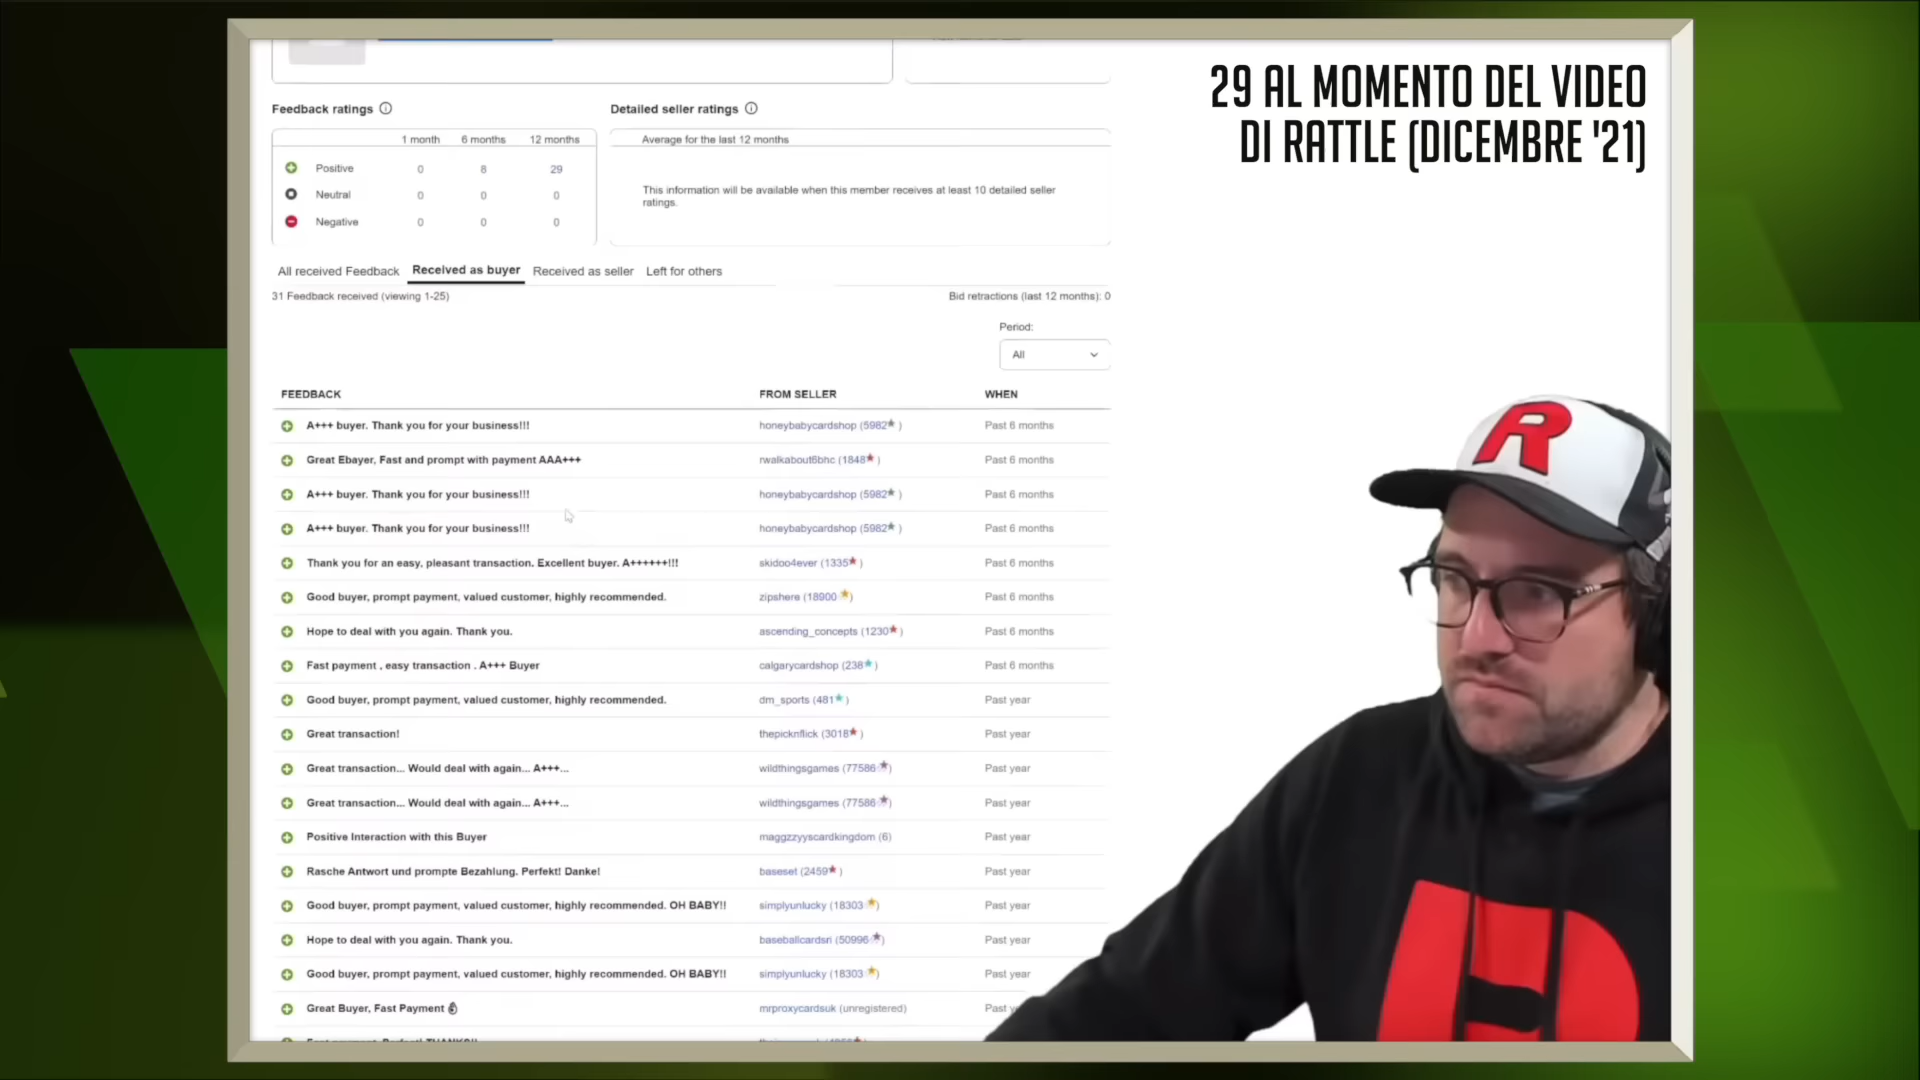 29 AL MOMENTO DEL VIDEO
DI RATTLE (DICEMBRE '21)
Feedback ratings
Detailed seller ratings
1 month 6 months 12 months
Average for the last 12 months
Positive 0 8 29
Neutral 0 0 0
Negative 0 0 0
This information will be available when this member receives at least 10 detailed seller
ratings.
All received Feedback Received as buyer Received as seller Left for others
31 Feedback received (viewing 1-25)
Bid retractions (last 12 months): 0
Period:
All
FEEDBACK FROM SELLER WHEN
A+++ buyer. Thank you for your business!!! honeybabycardshop (5982) Past 6 months
Great Ebayer, Fast and prompt with payment AAA+++ rwalkabout6bhc (1848) Past 6 months
A+++ buyer. Thank you for your business!!! honeybabycardshop (5982) Past 6 months
A+++ buyer. Thank you for your business!!! honeybabycardshop (5982) Past 6 months
Thank you for an easy, pleasant transaction. Excellent buyer. A++++++!!! skidoo4ever (1335) Past 6 months
Good buyer, prompt payment, valued customer, highly recommended. zipshere (18900) Past 6 months
Hope to deal with you again. Thank you. ascending_concepts (1230) Past 6 months
Fast payment , easy transaction . A+++ Buyer calgarycardshop (238) Past 6 months
Good buyer, prompt payment, valued customer, highly recommended. dm_sports (481) Past year
Great transaction! thepicknflick (3018) Past year
Great transaction... Would deal with again... A+++... wildthingsgames (77586) Past year
Great transaction... Would deal with again... A+++... wildthingsgames (77586) Past year
Positive Interaction with this Buyer maggzzyyscardkingdom (6) Past year
Rasche Antwort und prompte Bezahlung. Perfekt! Danke! baseset (2459) Past year
Good buyer, prompt payment, valued customer, highly recommended. OH BABY!! simplyunlucky (18303) Past year
Hope to deal with you again. Thank you. baseballcardsri (50996) Past year
Good buyer, prompt payment, valued customer, highly recommended. OH BABY!! simplyunlucky (18303) Past year
Great Buyer, Fast Payment mrproxycardsuk (unregistered) Past y
R
R